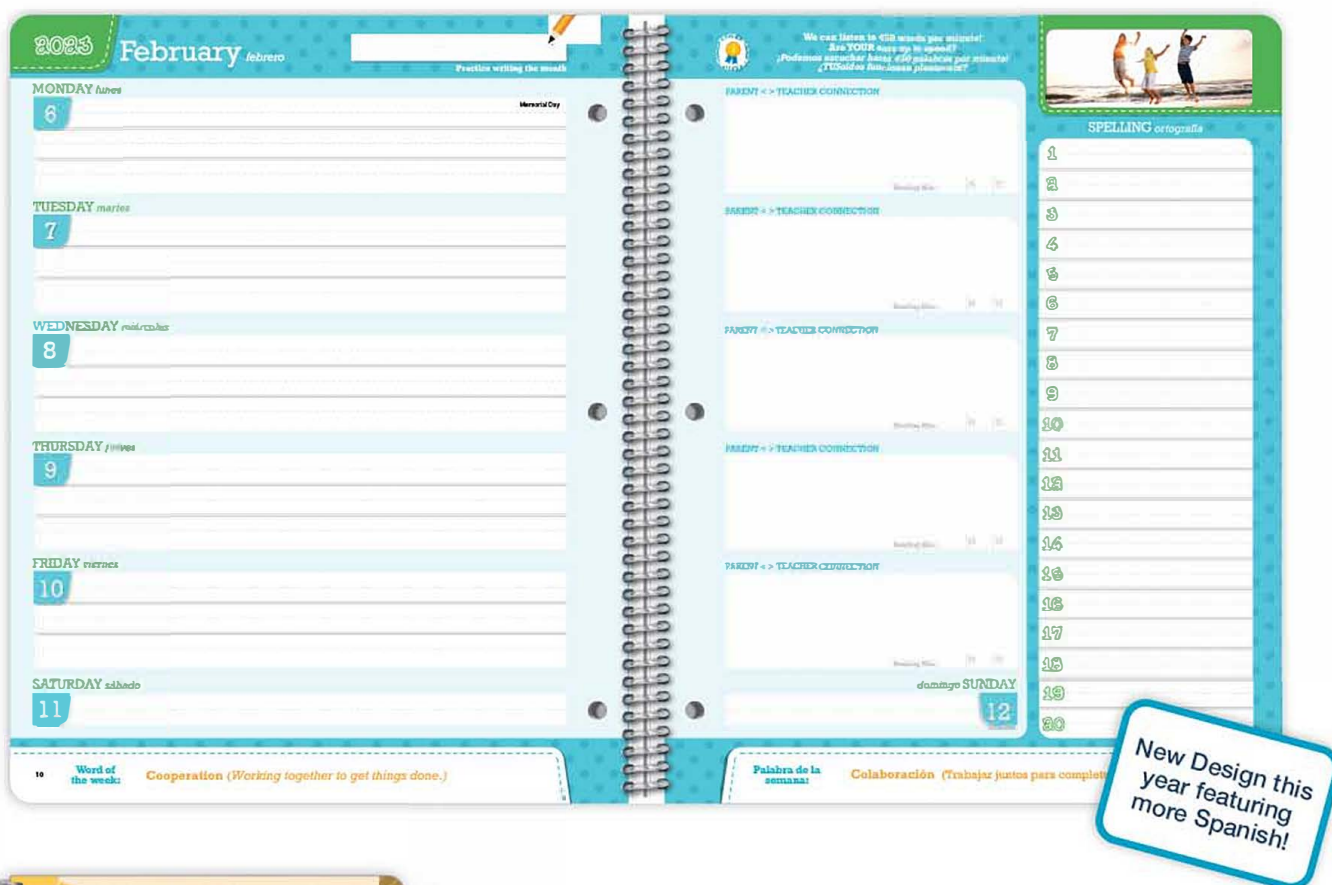 2023
February febrero
Practice writing the month
MONDAY lunes
6
Memorial Day
TUESDAY martes
7
WEDNESDAY miércoles
8
THURSDAY jueves
9
FRIDAY viernes
10
SATURDAY sábado
11
10
Word of
the week:
Cooperation (Working together to get things done.)
We can listen to 450 words per minute!
Are YOUR ears up to speed?
¡Podemos escuchar hasta 450 palabras por minuto!
PARENT < > TEACHER CONNECTION
PARENT < > TEACHER CONNECTION
PARENT < > TEACHER CONNECTION
PARENT < > TEACHER CONNECTION
PARENT < > TEACHER CONNECTION
domingo SUNDAY
12
Palabra de la
semana:
Colaboración (Trabajar juntos para
SPELLING ortografía
1
2
3
4
5
6
7
8
9
10
11
12
13
14
15
16
17
18
19
20
New Design this
year featuring
more Spanish!